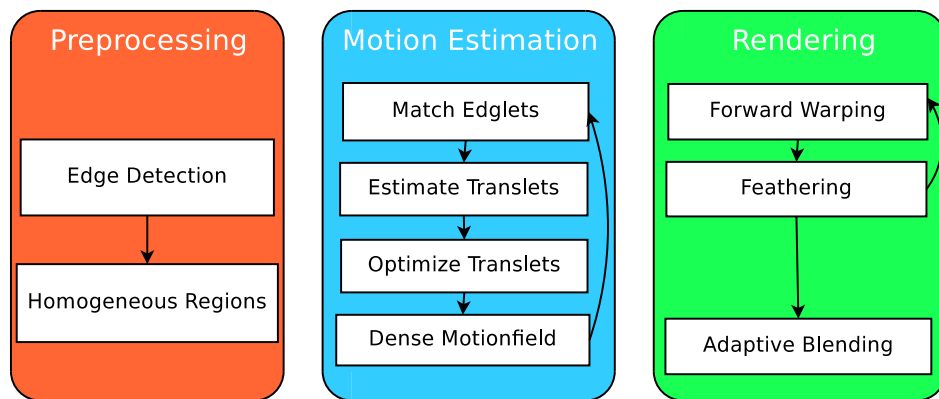 Preprocessing
Edge Detection
Homogeneous Regions
Motion Estimation
Match Edglets
Estimate Translets
Optimize Translets
Dense Motionfield
Rendering
Forward Warping
Feathering
Adaptive Blending